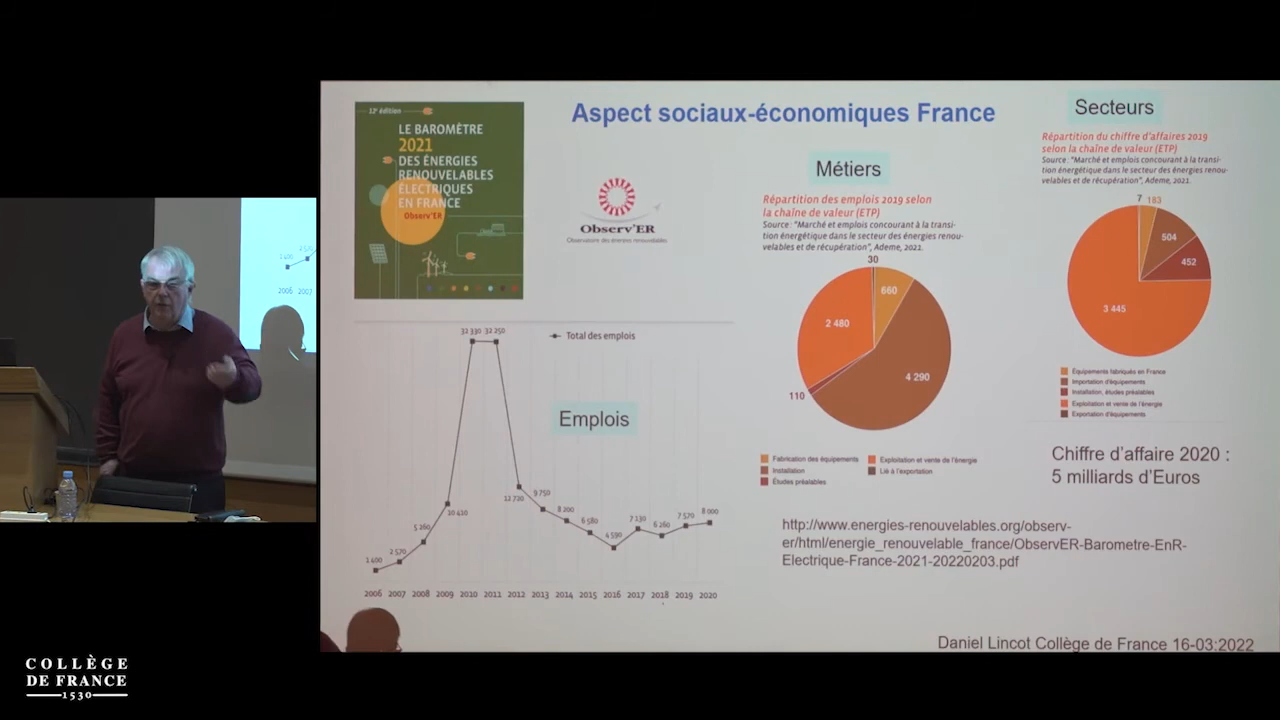 12e édition
LE BAROMÈTRE
2021
DES ÉNERGIES
RENOUVELABLES
ÉLECTRIQUES
EN FRANCE
Observ'ER
Observ'ER
Observatoire des énergies renouvelables
Aspect sociaux-économiques France
Métiers
Répartition des emplois 2019 selon
la chaîne de valeur (ETP)
Source : "Marché et emplois concourant à la transi-
tion énergétique dans le secteur des énergies renou-
velables et de récupération", Ademe, 2021.
30
660
2 480
4 290
110
Fabrication des équipements
Installation
Études préalables
Exploitation et vente de l'énergie
Lié à l'exportation
Secteurs
Répartition du chiffre d'affaires 2019
selon la chaîne de valeur (ETP)
Source : "Marché et emplois concourant à la transi-
tion énergétique dans le secteur des énergies renou-
velables et de récupération", Ademe, 2021.
7 183
504
452
3 445
Equipements fabriqués en France
Importation d'équipements
Installation, études préalables
Exploitation et vente de l'énergie
Exportation d'équipements
Total des emplois
Emplois
32 330 32 250
12 720
9 750
8 200
6 580
4 590
7 130
6 260
7 570
8 000
10 410
5 260
2 570
1 400
2006 2007 2008 2009 2010 2011 2012 2013 2014 2015 2016 2017 2018 2019 2020
Chiffre d'affaire 2020 :
5 milliards d'Euros
http://www.energies-renouvelables.org/observ-
er/html/energie_renouvelable_france/ObservER-Barometre-EnR-
Electrique-France-2021-20220203.pdf
Daniel Lincot Collège de France 16-03:2022
1 400
2 570
2006 2007
COLLÈGE
DE FRANCE
1530